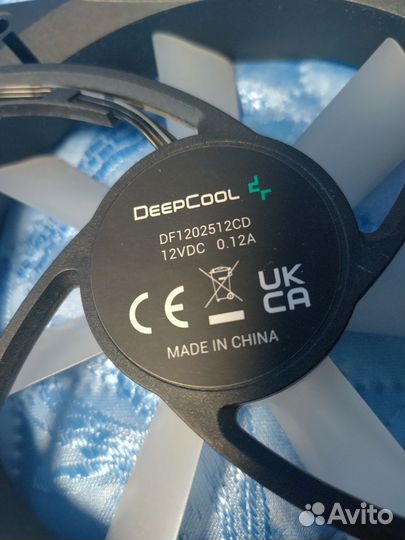 DEEPCOOL
DF1202512CD
12VDC 0.12A
CE
UK
CA
MADE IN CHINA
Avito